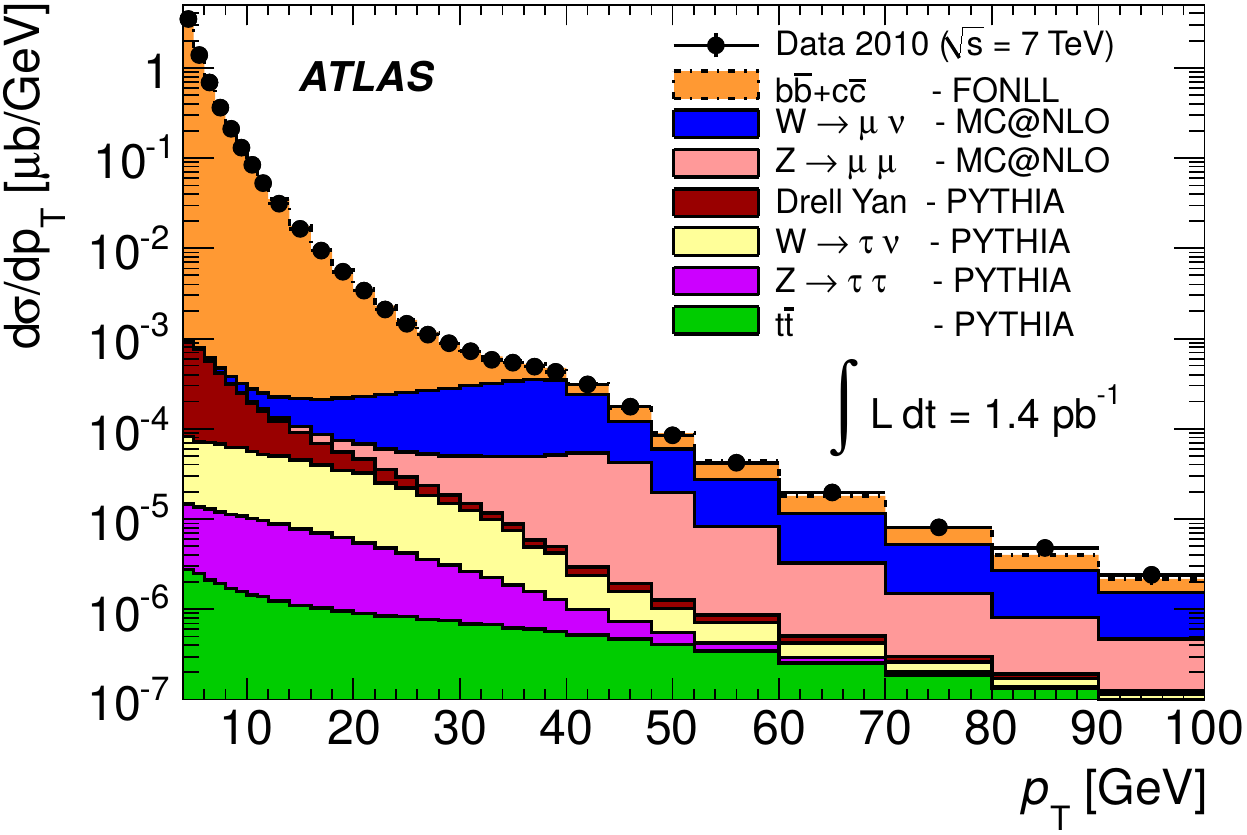 dσ/dp_T [μb/GeV]
1
10^-1
10^-2
10^-3
10^-4
10^-5
10^-6
10^-7
ATLAS
Data 2010 (√s = 7 TeV)
bb̅+cc̅ - FONLL
W → μ ν - MC@NLO
Z → μ μ - MC@NLO
Drell Yan - PYTHIA
W → τ ν - PYTHIA
Z → τ τ - PYTHIA
tt̅ - PYTHIA
∫ L dt = 1.4 pb^-1
10 20 30 40 50 60 70 80 90 100
p_T [GeV]